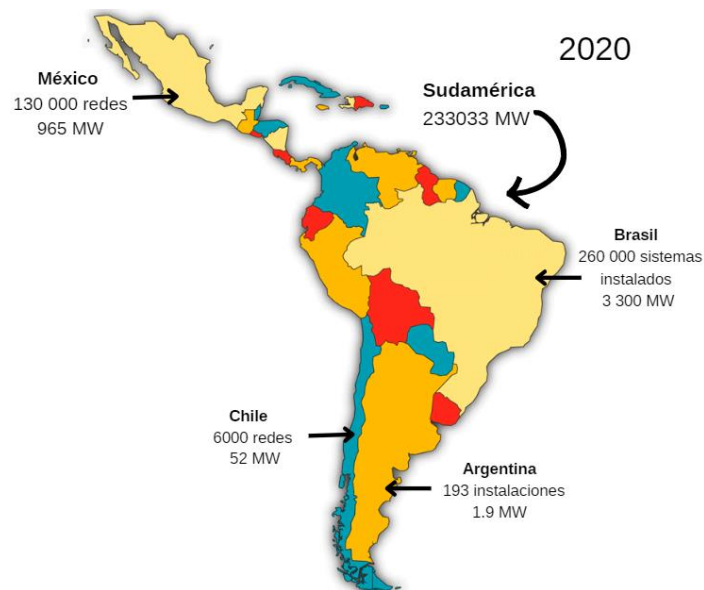 2020
México
130 000 redes
965 MW
Sudamérica
233033 MW
Brasil
260 000 sistemas
instalados
3 300 MW
Chile
6000 redes
52 MW
Argentina
193 instalaciones
1.9 MW